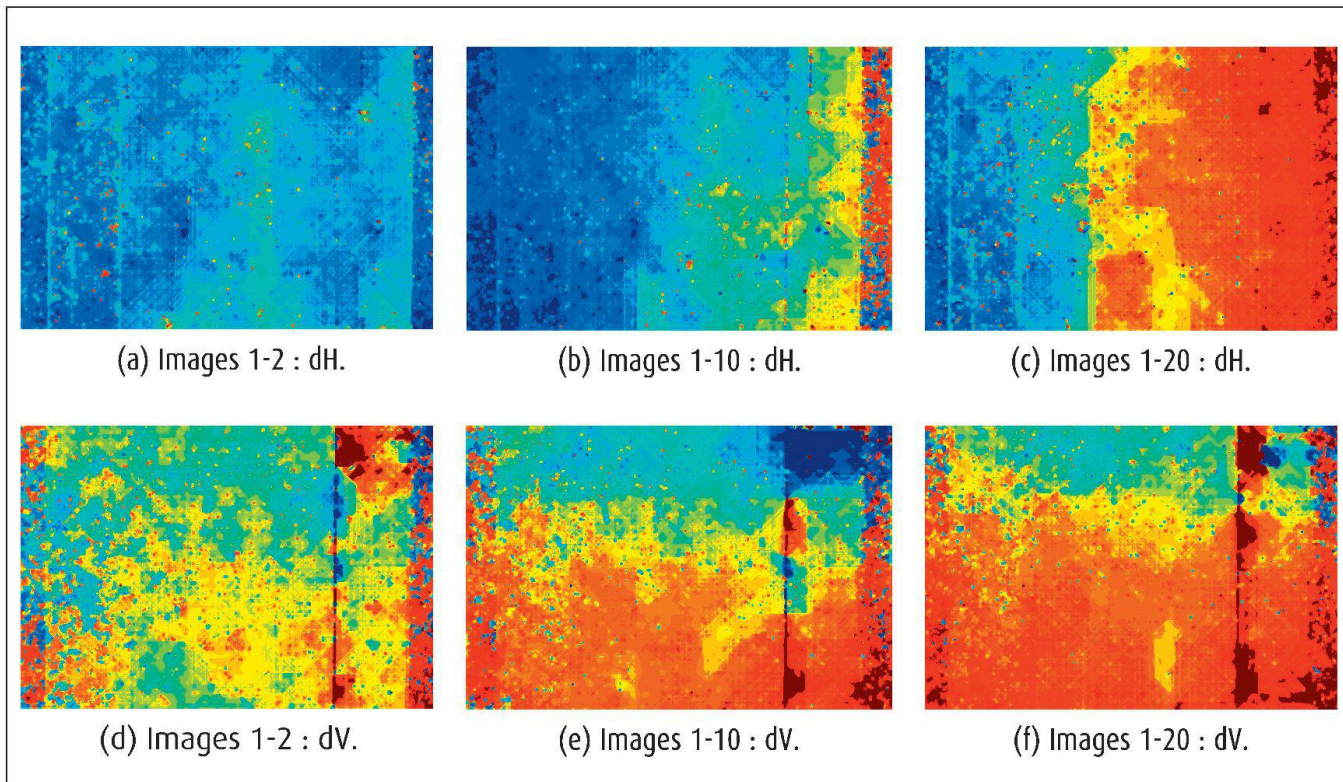 (a) Images 1-2 : dH.
(b) Images 1-10 : dH.
(c) Images 1-20 : dH.
(d) Images 1-2 : dV.
(e) Images 1-10 : dV.
(f) Images 1-20 : dV.